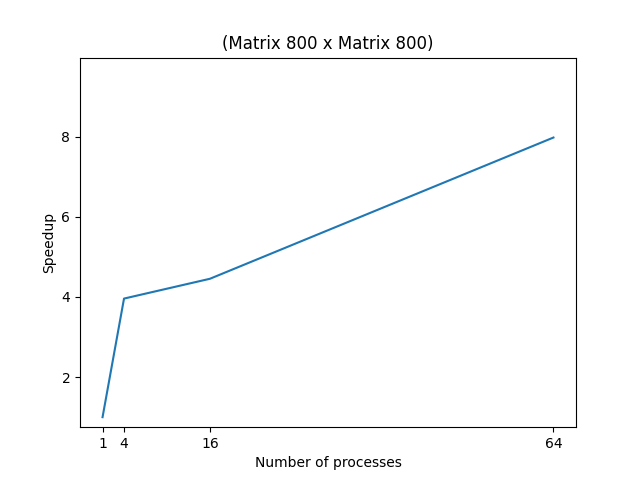 (Matrix 800 x Matrix 800)
8
6
4
2
Speedup
1 4 16 64
Number of processes